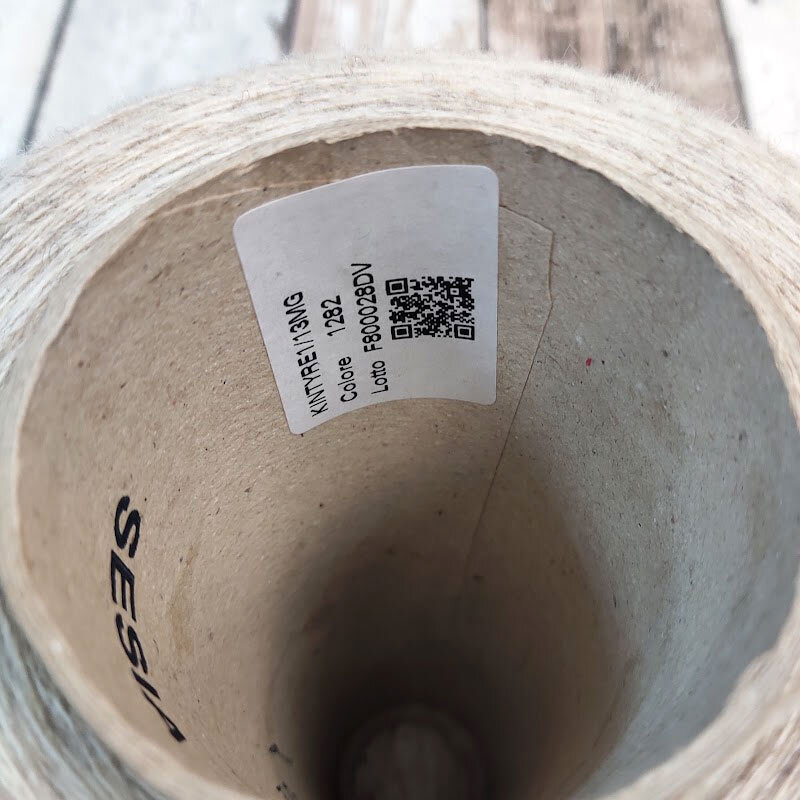 KINTYRE1/13MG
Colore 1282
Lotto F800028DV
SESIA